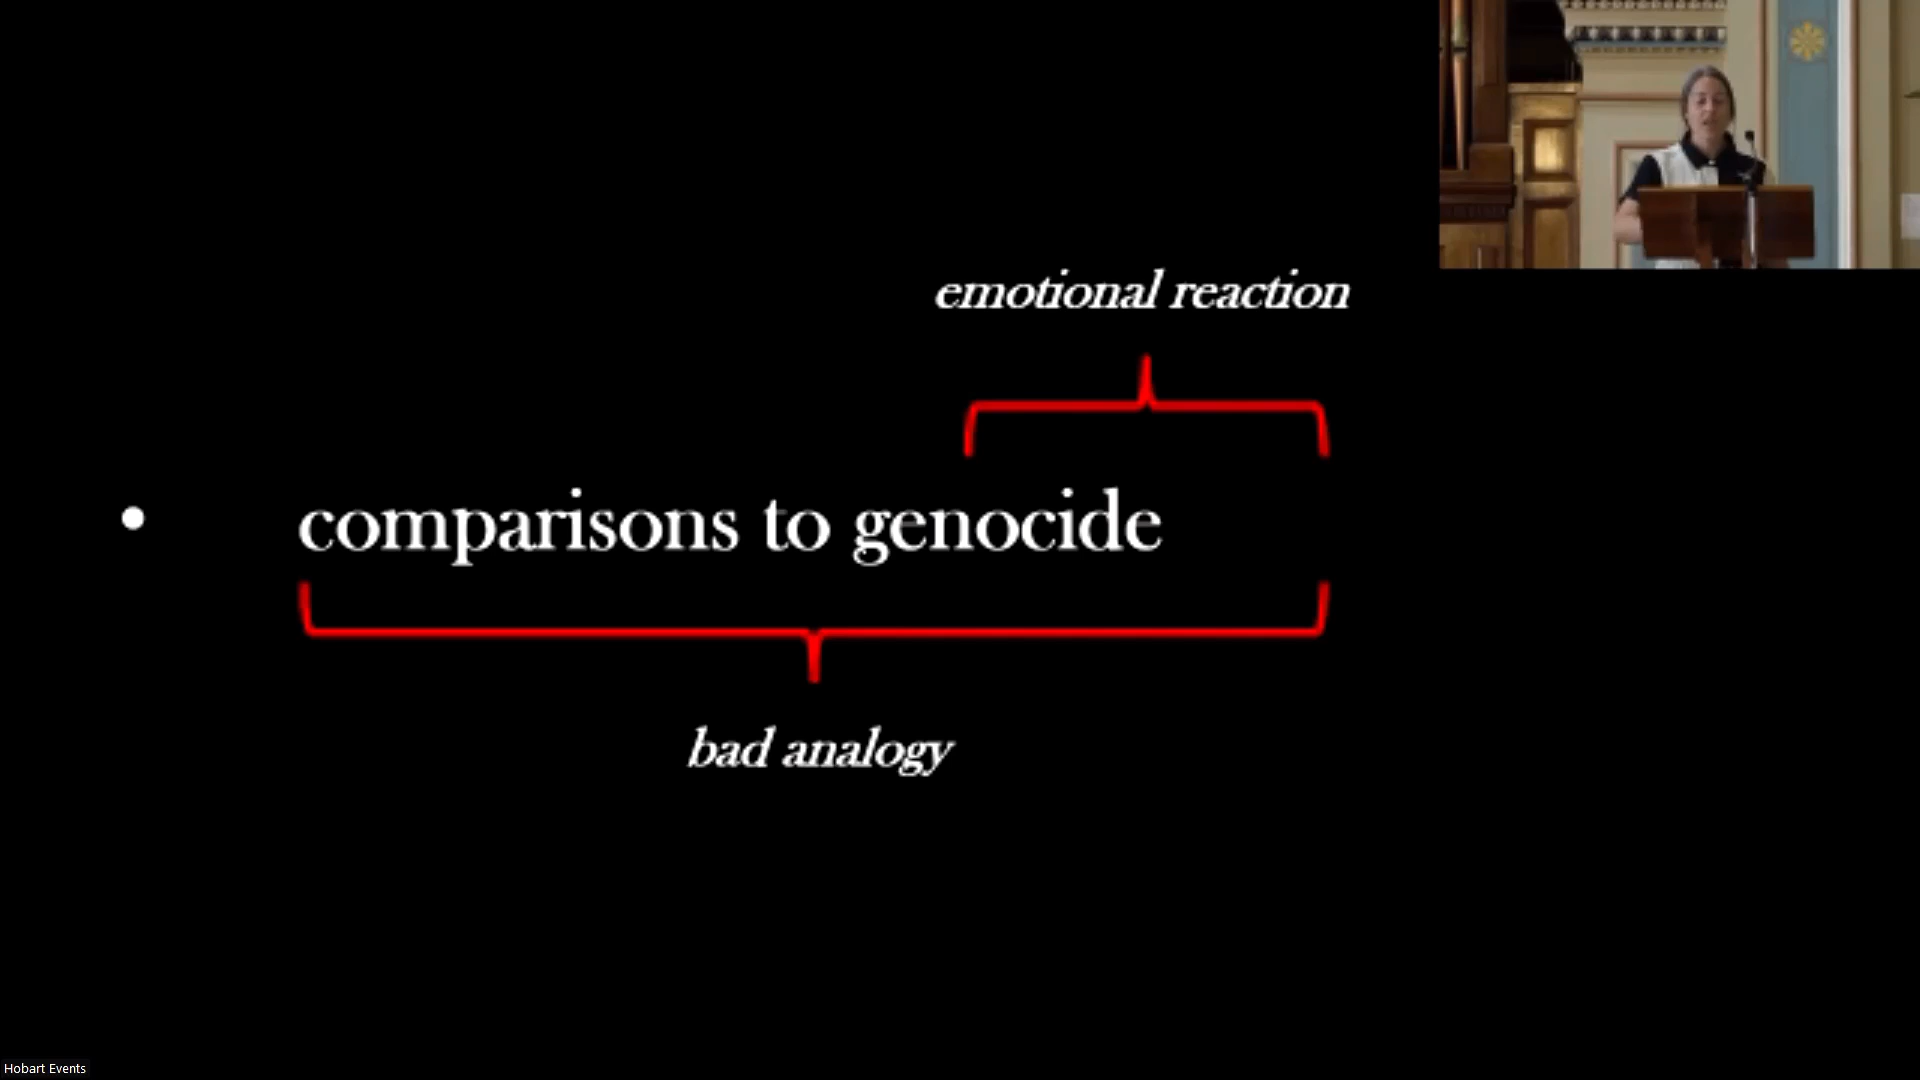 emotional reaction
• comparisons to genocide
bad analogy
Hobart Events